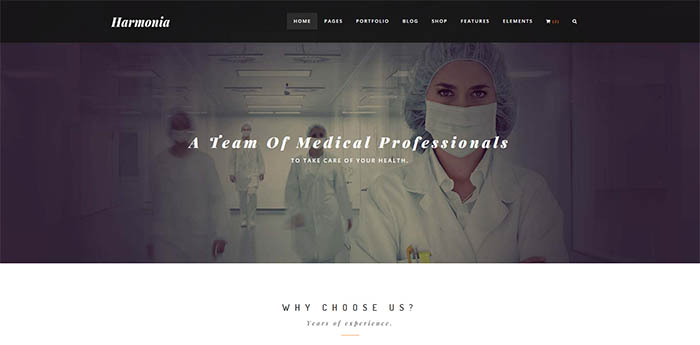 Harmonia
HOME PAGES PORTFOLIO BLOG SHOP FEATURES ELEMENTS
A Team Of Medical Professionals
TO TAKE CARE OF YOUR HEALTH.
WHY CHOOSE US?
Years of experience.